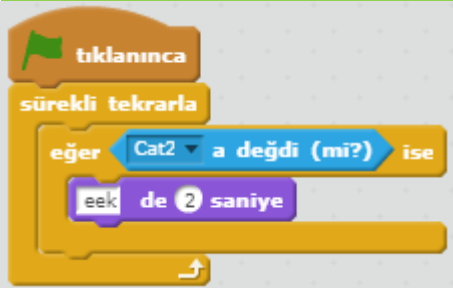 tıklanınca
sürekli tekrarla
eğer Cat2 a değdi (mi?) ise
eek de 2 saniye